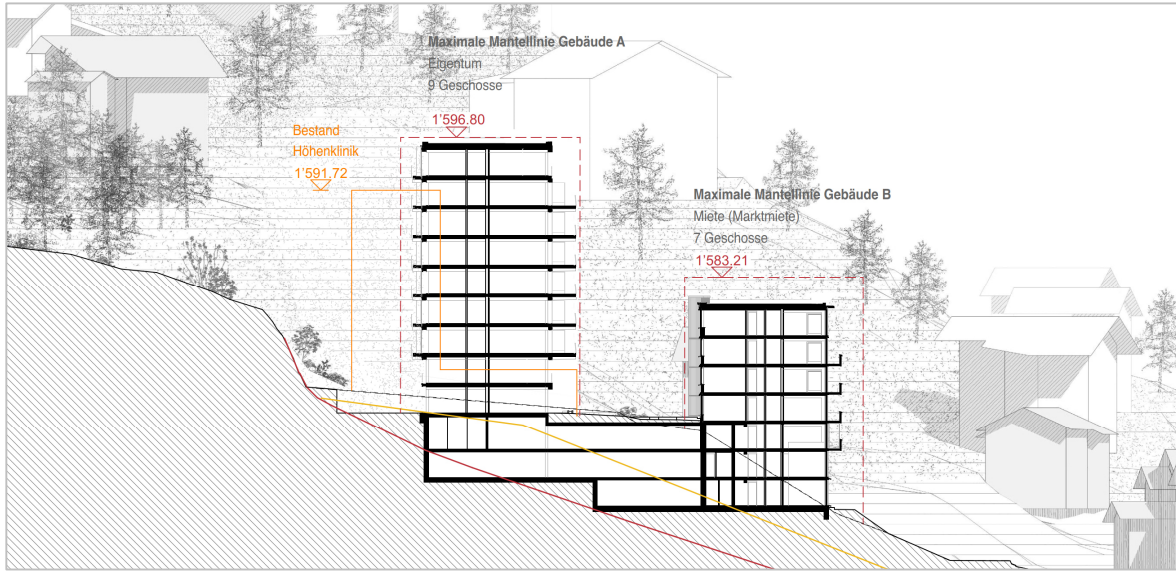 Maximale Mantellinie Gebäude A
Eigentum
9 Geschosse
1'596.80
Bestand
Höhenklinik
1'591.72
Maximale Mantellinie Gebäude B
Miete (Marktmiete)
7 Geschosse
1'583.21